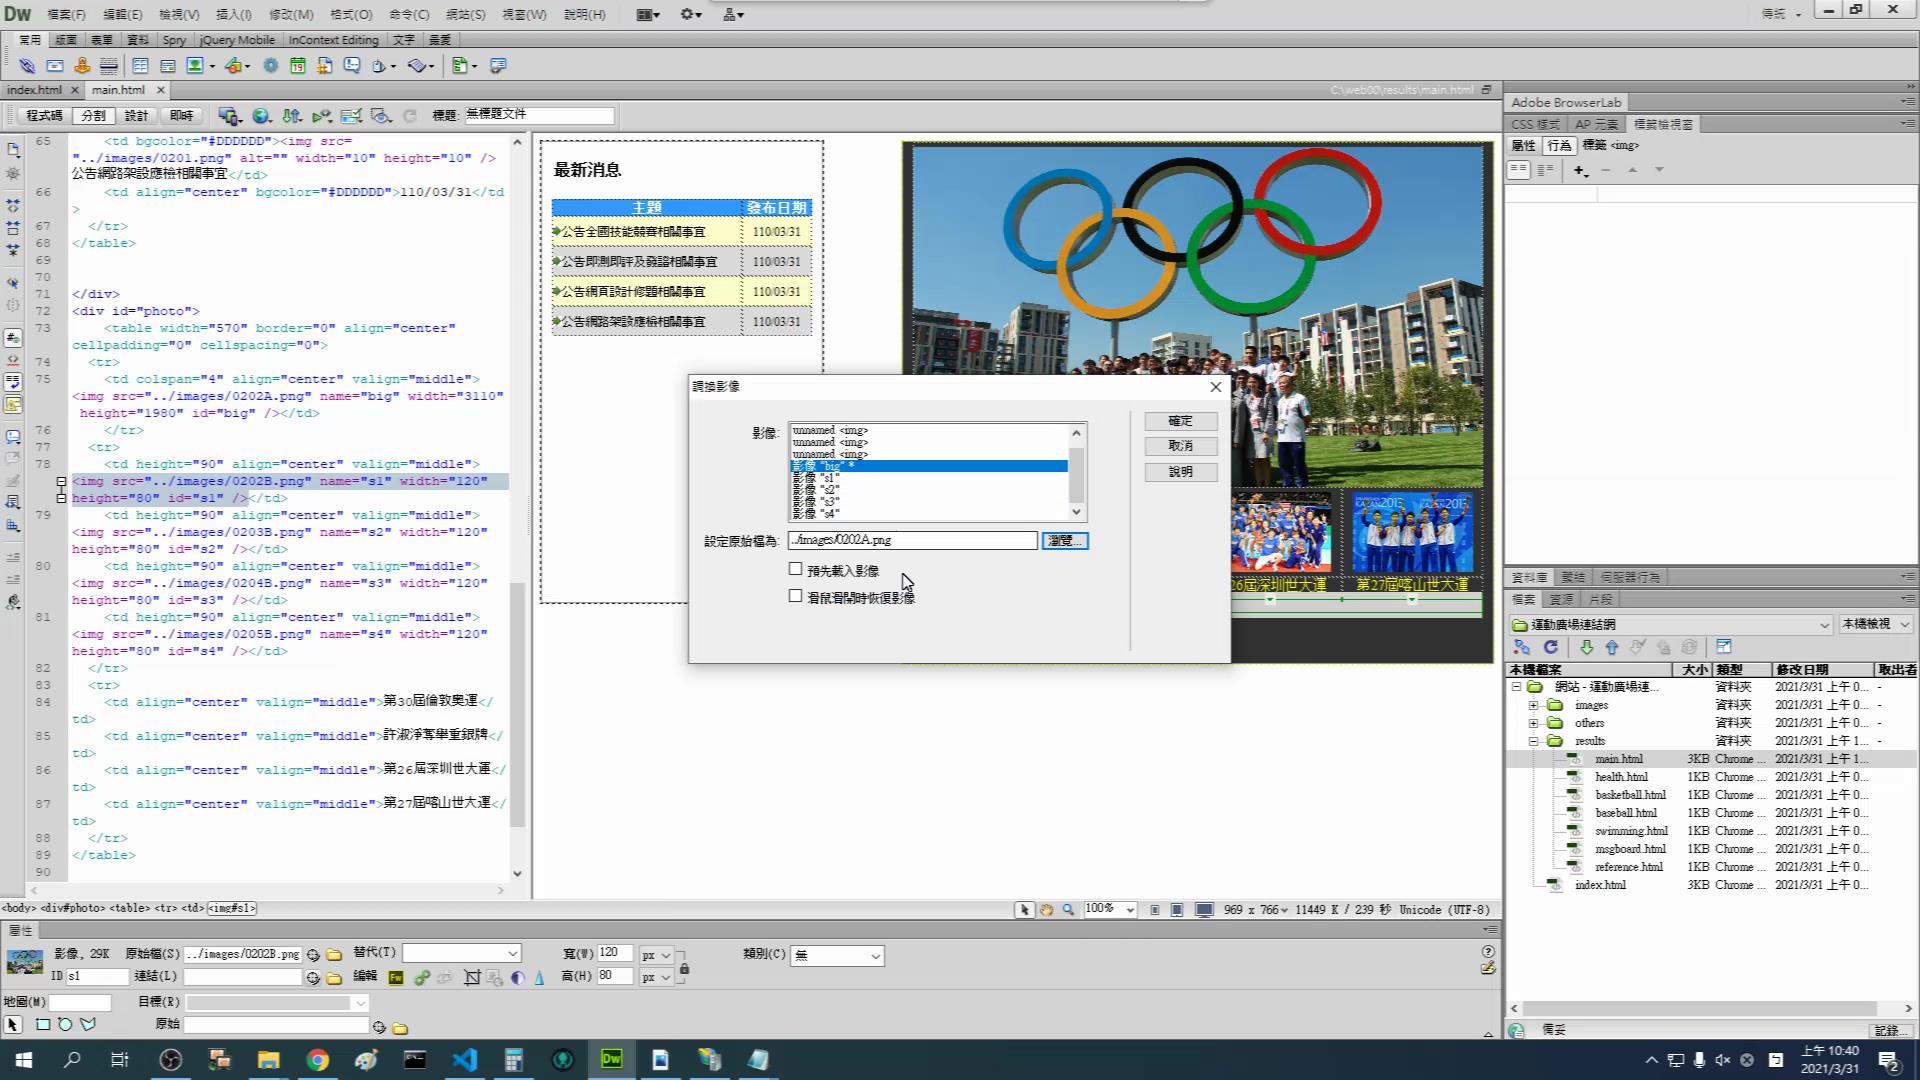 Dw 檔案(F) 編輯(E) 檢視(V) 插入(I) 修改(M) 格式(O) 命令(C) 網站(S) 視窗(W) 說明(H) 傳統
常用 版面 表單 資料 Spry jQuery Mobile InContext Editing 文字 最愛
index.html main.html C:\web00\results\main.html
程式碼 分割 設計 即時 標題: 無標題文件
65 <td bgcolor="#DDDDDD"><img src=
"../images/0201.png" alt="" width="10" height="10" />
公告網路架設應檢相關事宜</td>
66 <td align="center" bgcolor="#DDDDDD">110/03/31</td
>
67 </tr>
68 </table>
69
70
71 </div>
72 <div id="photo">
73 <table width="570" border="0" align="center"
cellpadding="0" cellspacing="0">
74 <tr>
75 <td colspan="4" align="center" valign="middle">
<img src="../images/0202A.png" name="big" width="3110"
height="1980" id="big" /></td>
76 </tr>
77 <tr>
78 <td height="90" align="center" valign="middle">
<img src="../images/0202B.png" name="s1" width="120"
height="80" id="s1" /></td>
79 <td height="90" align="center" valign="middle">
<img src="../images/0203B.png" name="s2" width="120"
height="80" id="s2" /></td>
80 <td height="90" align="center" valign="middle">
<img src="../images/0204B.png" name="s3" width="120"
height="80" id="s3" /></td>
81 <td height="90" align="center" valign="middle">
<img src="../images/0205B.png" name="s4" width="120"
height="80" id="s4" /></td>
82 </tr>
83 <tr>
84 <td align="center" valign="middle">第30屆倫敦奧運</
td>
85 <td align="center" valign="middle">許淑淨奪舉重銀牌</
td>
86 <td align="center" valign="middle">第26屆深圳世大運</
td>
87 <td align="center" valign="middle">第27屆喀山世大運</
td>
88 </tr>
89 </table>
90
最新消息
主題 發布日期
公告全國技能競賽相關事宜 110/03/31
公告即測即評及發證相關事宜 110/03/31
公告網頁設計修題相關事宜 110/03/31
公告網路架設應檢相關事宜 110/03/31
KAZAN 2013
26屆深圳世大運 第27屆喀山世大運
調換影像
影像:
unnamed <img>
unnamed <img>
unnamed <img>
影像 "big" *
影像 "s1"
影像 "s2"
影像 "s3"
影像 "s4"
設定原始檔為: ../images/0202A.png 瀏覽...
預先載入影像
滑鼠滑開時恢復影像
確定
取消
說明
Adobe BrowserLab
CSS 樣式 AP 元素 標籤檢視窗
屬性 行為 標籤 <img>
資料庫 繫結 伺服器行為
檔案 資源 片段
運動廣場連結網 本機檢視
本機檔案 大小 類型 修改日期 取出者
網站 - 運動廣場連... 資料夾 2021/3/31 上午 0... -
images 資料夾 2021/3/31 上午 0... -
others 資料夾 2021/3/31 上午 0... -
results 資料夾 2021/3/31 上午 1... -
main.html 3KB Chrome ... 2021/3/31 上午 1...
health.html 1KB Chrome ... 2021/3/31 上午 0...
basketball.html 1KB Chrome ... 2021/3/31 上午 0...
baseball.html 1KB Chrome ... 2021/3/31 上午 0...
swimming.html 1KB Chrome ... 2021/3/31 上午 0...
msgboard.html 1KB Chrome ... 2021/3/31 上午 0...
reference.html 1KB Chrome ... 2021/3/31 上午 0...
index.html 3KB Chrome ... 2021/3/31 上午 0...
備妥 記錄...
<body> <div#photo> <table> <tr> <td> <img#s1> 100% 969 x 766 11449 K / 239 秒 Unicode (UTF-8)
屬性
影像, 29K 原始檔(S) ../images/0202B.png 替代(T) 寬(W) 120 px 類別(C) 無
ID s1 連結(L) 編輯 高(H) 80 px
地圖(M) 目標(R)
原始
上午 10:40
2021/3/31
2